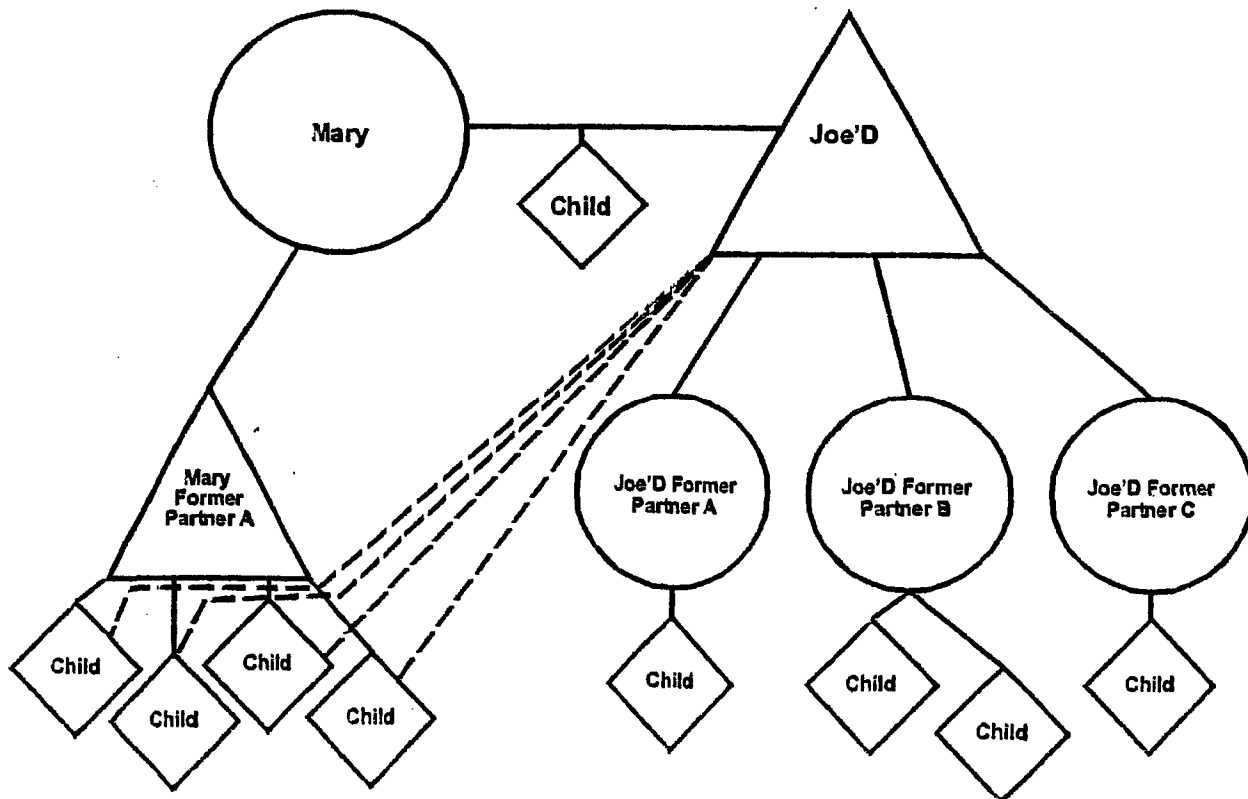 Mary
Joe'D
Child
Mary
Former
Partner A
Joe'D Former
Partner A
Joe'D Former
Partner B
Joe'D Former
Partner C
Child
Child
Child
Child
Child
Child
Child
Child